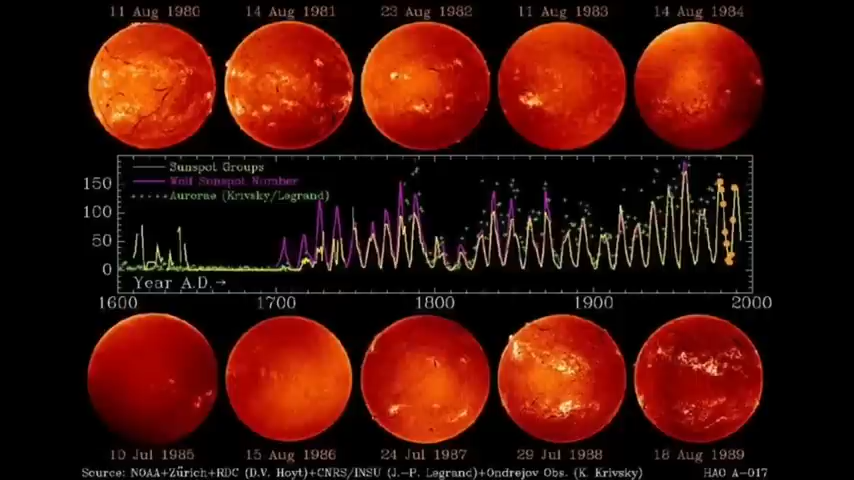 11 Aug 1980 14 Aug 1981 23 Aug 1982 11 Aug 1983 14 Aug 1984
Sunspot Groups
Wolf Sunspot Number
Aurorae (Krivsky/Legrand)
150
100
50
0
Year A.D.→
1600 1700 1800 1900 2000
10 Jul 1985 15 Aug 1986 24 Jul 1987 29 Jul 1988 18 Aug 1989
Source: NOAA+Zürich+RDC (D.V. Hoyt)+CNRS/INSU (J.-P. Legrand)+Ondrejov Obs. (K. Krivsky) HAO A-017